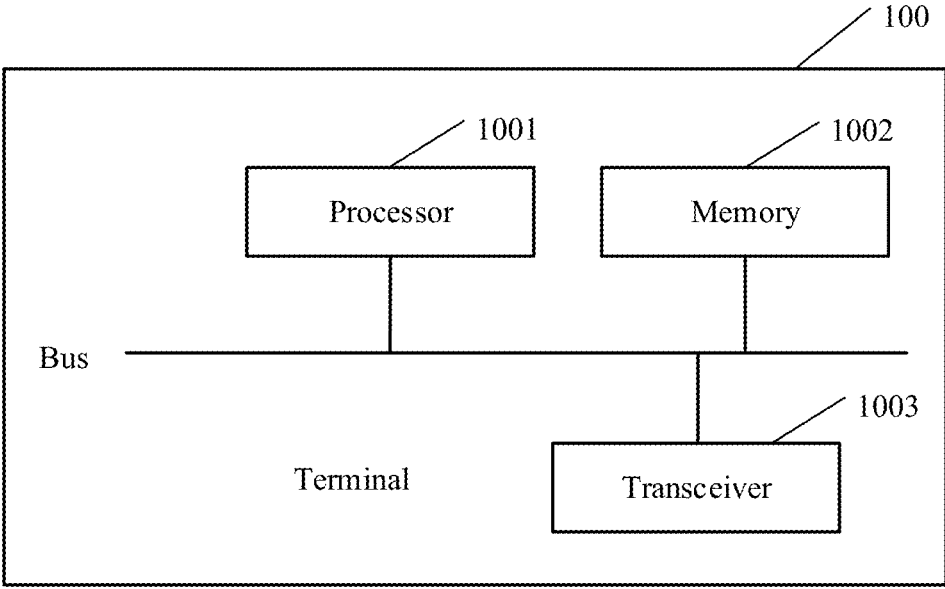 100
1001
1002
Processor
Memory
Bus
1003
Terminal
Transceiver